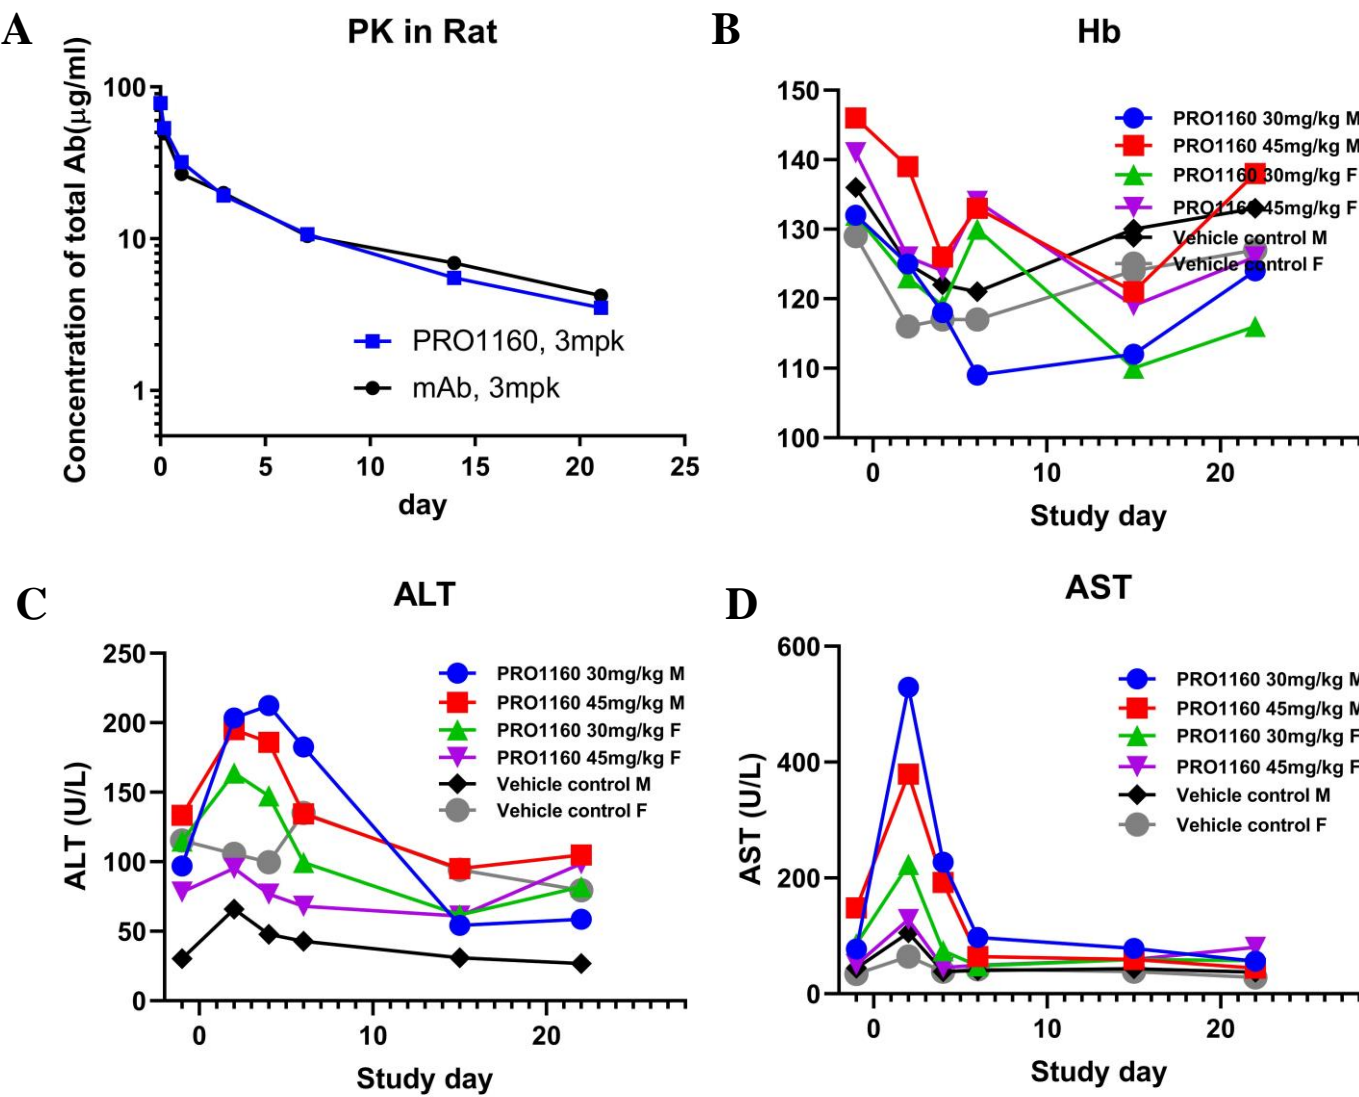 A
PK in Rat
Concentration of total Ab(μg/ml)
100
10
1
PRO1160, 3mpk
mAb, 3mpk
0 5 10 15 20 25
day
B
Hb
150
140
130
120
110
100
PRO1160 30mg/kg M
PRO1160 45mg/kg M
PRO1160 30mg/kg F
PRO1160 45mg/kg F
Vehicle control M
Vehicle control F
0 10 20
Study day
C
ALT
ALT (U/L)
250
200
150
100
50
0
PRO1160 30mg/kg M
PRO1160 45mg/kg M
PRO1160 30mg/kg F
PRO1160 45mg/kg F
Vehicle control M
Vehicle control F
0 10 20
Study day
D
AST
AST (U/L)
600
400
200
0
PRO1160 30mg/kg M
PRO1160 45mg/kg M
PRO1160 30mg/kg F
PRO1160 45mg/kg F
Vehicle control M
Vehicle control F
0 10 20
Study day